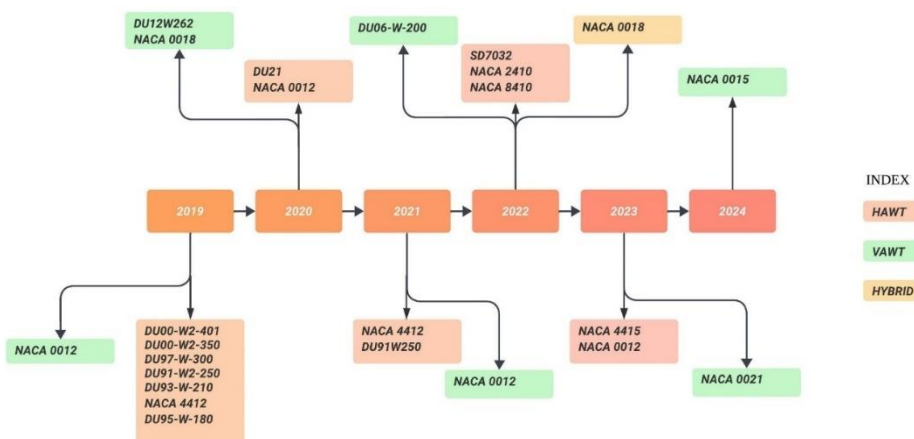 DU12W262
NACA 0018
DU21
NACA 0012
DU06-W-200
SD7032
NACA 2410
NACA 8410
NACA 0018
NACA 0015
2019
2020
2021
2022
2023
2024
INDEX
HAWT
VAWT
HYBRID
NACA 0012
DU00-W2-401
DU00-W2-350
DU97-W-300
DU91-W2-250
DU93-W-210
NACA 4412
DU95-W-180
NACA 4412
DU91W250
NACA 0012
NACA 4415
NACA 0012
NACA 0021